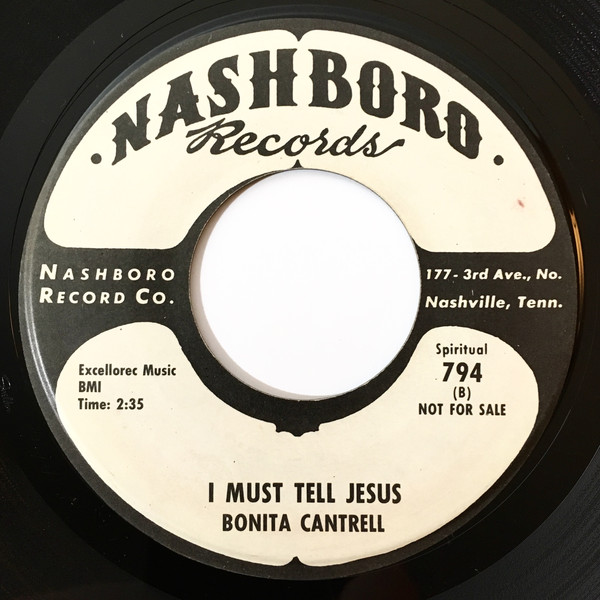 NASHBORO
Records
NASHBORO
RECORD CO.
177 - 3rd Ave., No.
Nashville, Tenn.
Excellorec Music
BMI
Time: 2:35
Spiritual
794
(B)
NOT FOR SALE
I MUST TELL JESUS
BONITA CANTRELL